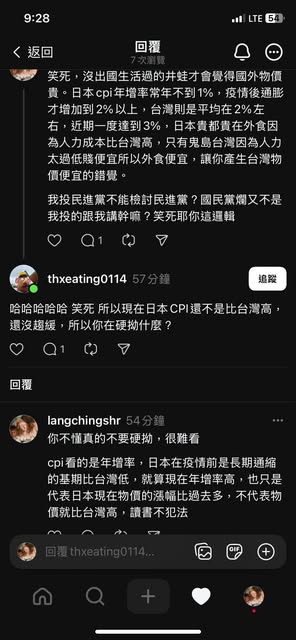 9:28
LTE 54
返回
回覆
7 次瀏覽
笑死，沒出國生活過的井蛙才會覺得國外物價
貴。日本cpi年增率常年不到1%，疫情後通膨
才增加到2%以上，台灣則是平均在2%左
右，近期一度達到3%，日本貴都貴在外食因
為人力成本比台灣高，只有鬼島台灣因為人力
太過低賤便宜所以外食便宜，讓你產生台灣物
價便宜的錯覺。
我投民進黨不能檢討民進黨？國民黨爛又不是
我投的跟我講幹嘛？笑死耶你這邏輯
1
thxeating0114 57分鐘
追蹤
哈哈哈哈哈 笑死 所以現在日本CPI還不是比台灣高，
還沒趨緩，所以你在硬拗什麼？
1
回覆
langchingshr 54分鐘
你不懂真的不要硬拗，很難看
cpi看的是年增率，日本在疫情前是長期通縮
的基期比台灣低，就算現在年增率高，也只是
代表日本現在物價的漲幅比過去多，不代表物
價就比台灣高，讀書不犯法
回覆 thxeating0114...
GIF